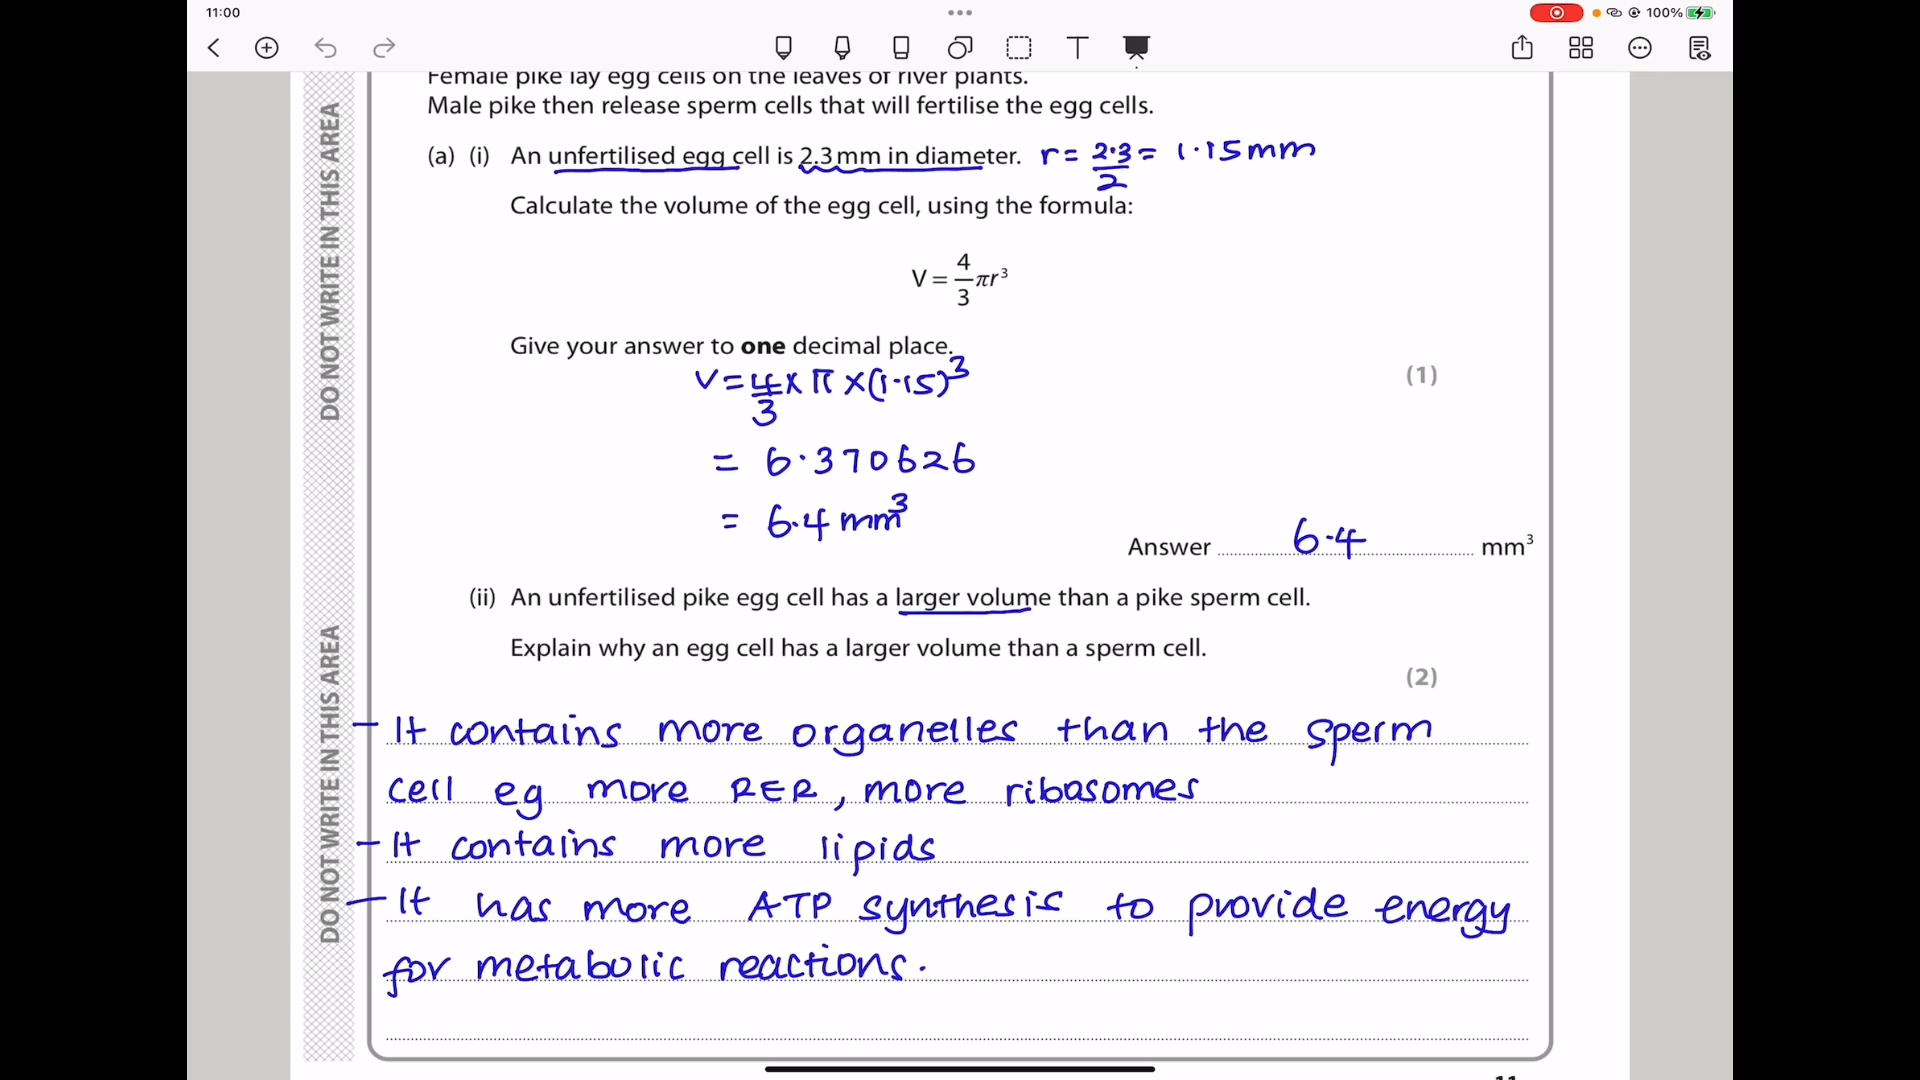 11:00
100%
Female pike lay egg cells on the leaves of river plants.
Male pike then release sperm cells that will fertilise the egg cells.
(a) (i) An unfertilised egg cell is 2.3 mm in diameter. r = 2.3/2 = 1.15mm
Calculate the volume of the egg cell, using the formula:
V = 4/3 πr³
Give your answer to one decimal place.
(1)
V = 4/3 x π x (1.15)³
= 6.370626
= 6.4 mm³
Answer 6.4 mm³
(ii) An unfertilised pike egg cell has a larger volume than a pike sperm cell.
Explain why an egg cell has a larger volume than a sperm cell.
(2)
- It contains more organelles than the sperm
cell eg more RER, more ribosomes
- It contains more lipids
- It has more ATP synthesis to provide energy
for metabolic reactions.
DO NOT WRITE IN THIS AREA
DO NOT WRITE IN THIS AREA